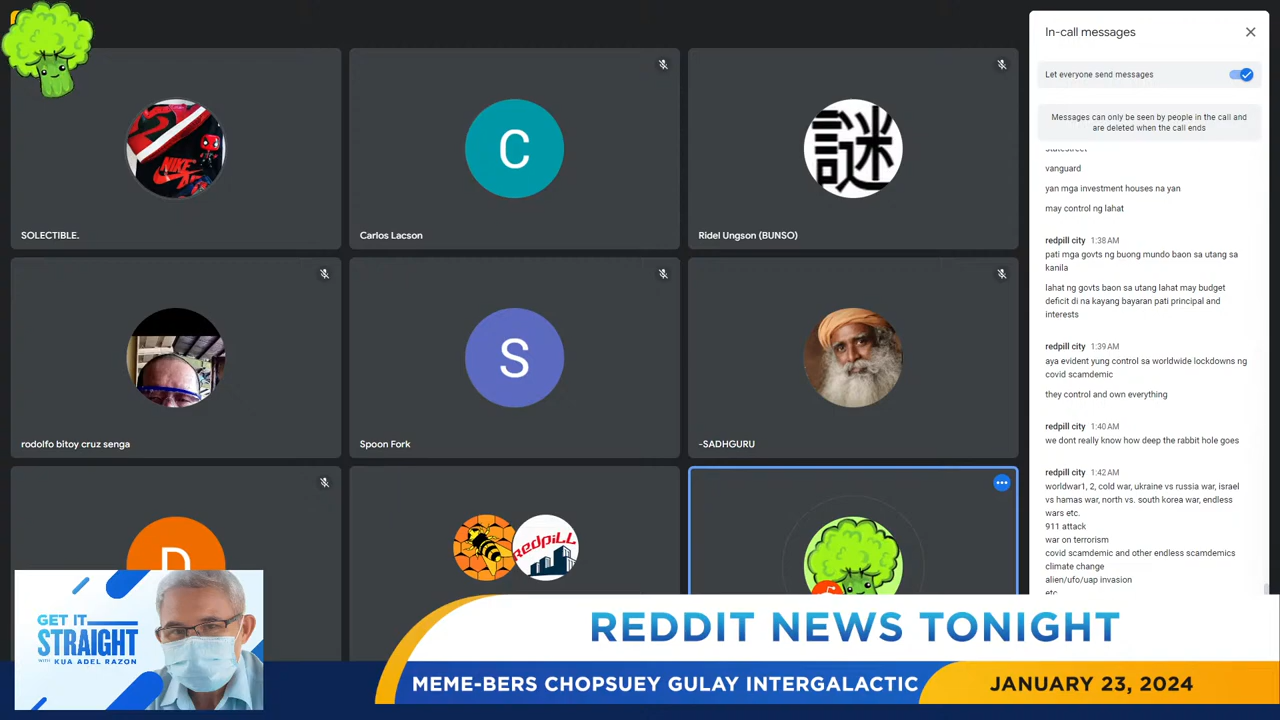 In-call messages
Let everyone send messages
Messages can only be seen by people in the call and
are deleted when the call ends
statestreet
vanguard
yan mga investment houses na yan
may control ng lahat
redpill city 1:38 AM
pati mga govts ng buong mundo baon sa utang sa
kanila
lahat ng govts baon sa utang lahat may budget
deficit di na kayang bayaran pati principal and
interests
redpill city 1:39 AM
aya evident yung control sa worldwide lockdowns ng
covid scamdemic
they control and own everything
redpill city 1:40 AM
we dont really know how deep the rabbit hole goes
redpill city 1:42 AM
worldwar1, 2, cold war, ukraine vs russia war, israel
vs hamas war, north vs. south korea war, endless
wars etc.
911 attack
war on terrorism
covid scamdemic and other endless scamdemics
climate change
alien/ufo/uap invasion
etc
2
NIKE
SOLECTIBLE.
C
Carlos Lacson
謎
Ridel Ungson (BUNSO)
rodolfo bitoy cruz senga
S
Spoon Fork
-SADHGURU
D
RedPill
GET IT
STRAIGHT
WITH KUA ADEL RAZON
REDDIT NEWS TONIGHT
MEME-BERS CHOPSUEY GULAY INTERGALACTIC
JANUARY 23, 2024